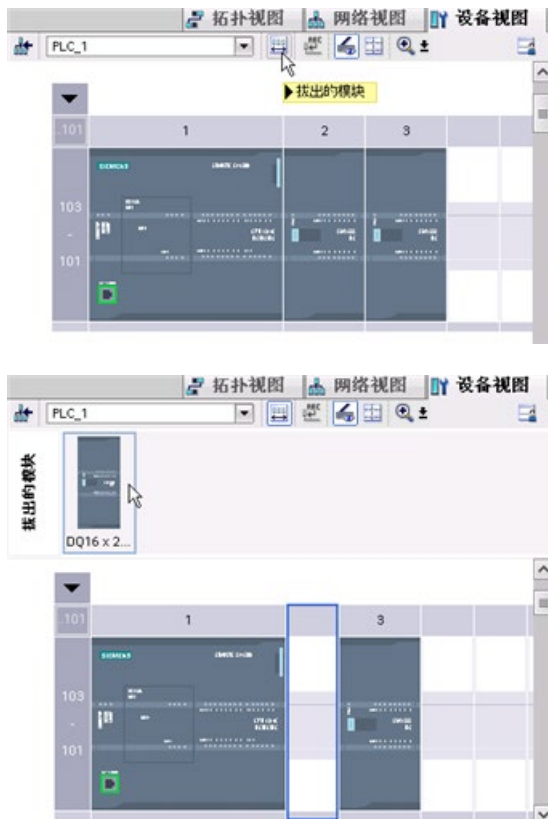 拓扑视图 网络视图 设备视图
PLC_1
拔出的模块
101
1 2 3
SIEMENS
103
-
101
拓扑视图 网络视图 设备视图
PLC_1
拔出的模块
DQ16 x 2...
101
1 3
SIEMENS
103
-
101